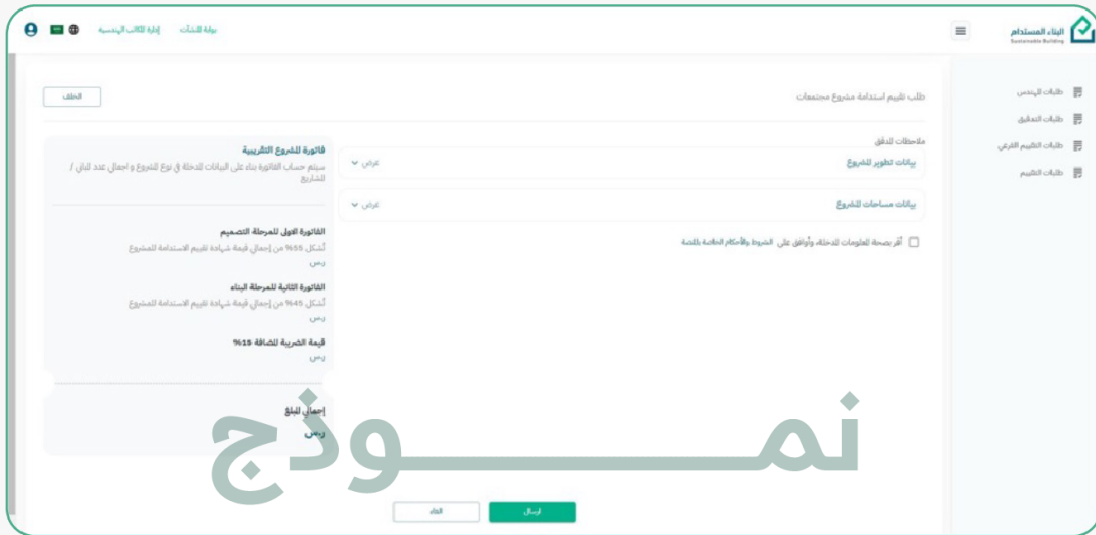 البناء المستدام
Sustainable Building
بوابة المنشآت
إدارة المكاتب الهندسية
طلبات المهندس
طلبات التدقيق
طلبات التقييم الفرعي
طلبات التقييم
طلب تقييم استدامة مشروع مجتمعات
الخلف
ملاحظات المدقق
بيانات تطوير المشروع
عرض
بيانات مساحات المشروع
عرض
أقر بصحة المعلومات المدخلة، وأوافق على الشروط والأحكام الخاصة بالمنصة
فاتورة المشروع التقريبية
سيتم حساب الفاتورة بناء على البيانات المدخلة في نوع المشروع و اجمالي عدد المباني /
المشاريع
الفاتورة الاولى للمرحلة التصميم
تُشكل 55% من إجمالي قيمة شهادة تقييم الاستدامة للمشروع
ر.س
الفاتورة الثانية للمرحلة البناء
تُشكل 45% من إجمالي قيمة شهادة تقييم الاستدامة للمشروع
ر.س
قيمة الضريبة المضافة 15%
ر.س
إجمالي المبلغ
ر.س
نمـــــوذج
ارسال
الغاء